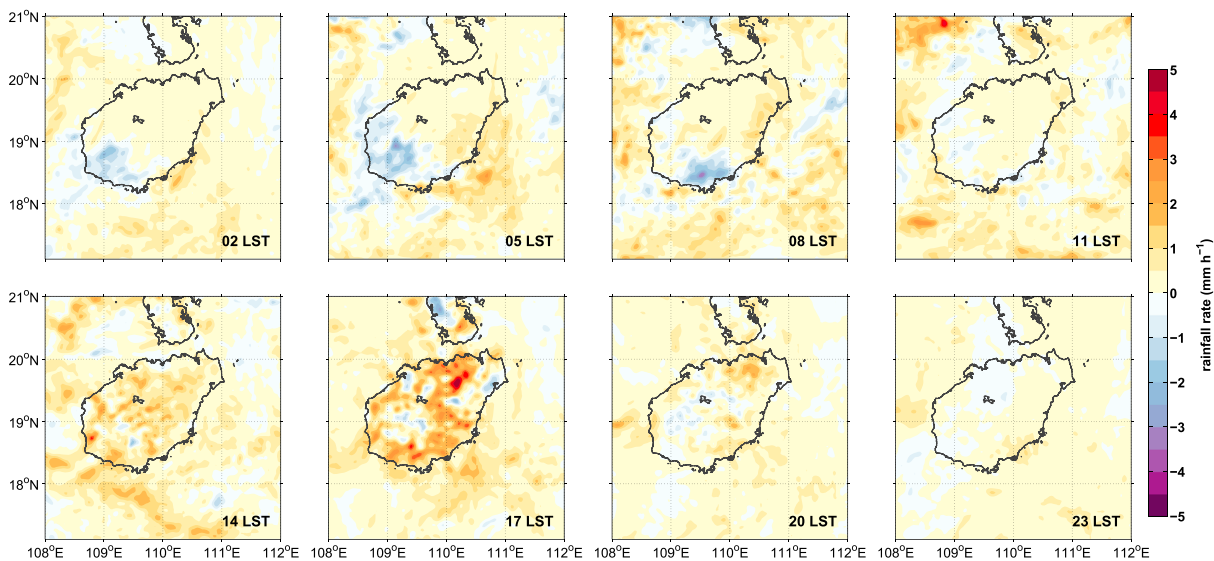 21°N
20°N
19°N
18°N
02 LST
05 LST
08 LST
11 LST
21°N
20°N
19°N
18°N
14 LST
17 LST
20 LST
23 LST
108°E 109°E 110°E 111°E 112°E
108°E 109°E 110°E 111°E 112°E
108°E 109°E 110°E 111°E 112°E
108°E 109°E 110°E 111°E 112°E
5
4
3
2
1
0
−1
−2
−3
−4
−5
rainfall rate (mm h⁻¹)